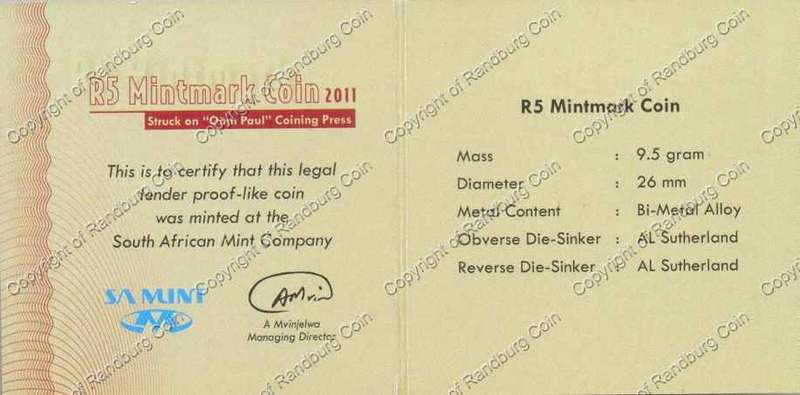 R5 Mintmark Coin 2011
Struck on "Oom Paul" Coining Press
This is to certify that this legal
tender proof-like coin
was minted at the
South African Mint Company
SA MINT
A Mvinjelwa
Managing Director
R5 Mintmark Coin
Mass : 9.5 gram
Diameter : 26 mm
Metal Content : Bi-Metal Alloy
Obverse Die-Sinker : AL Sutherland
Reverse Die-Sinker : AL Sutherland
Copyright of Randburg Coin